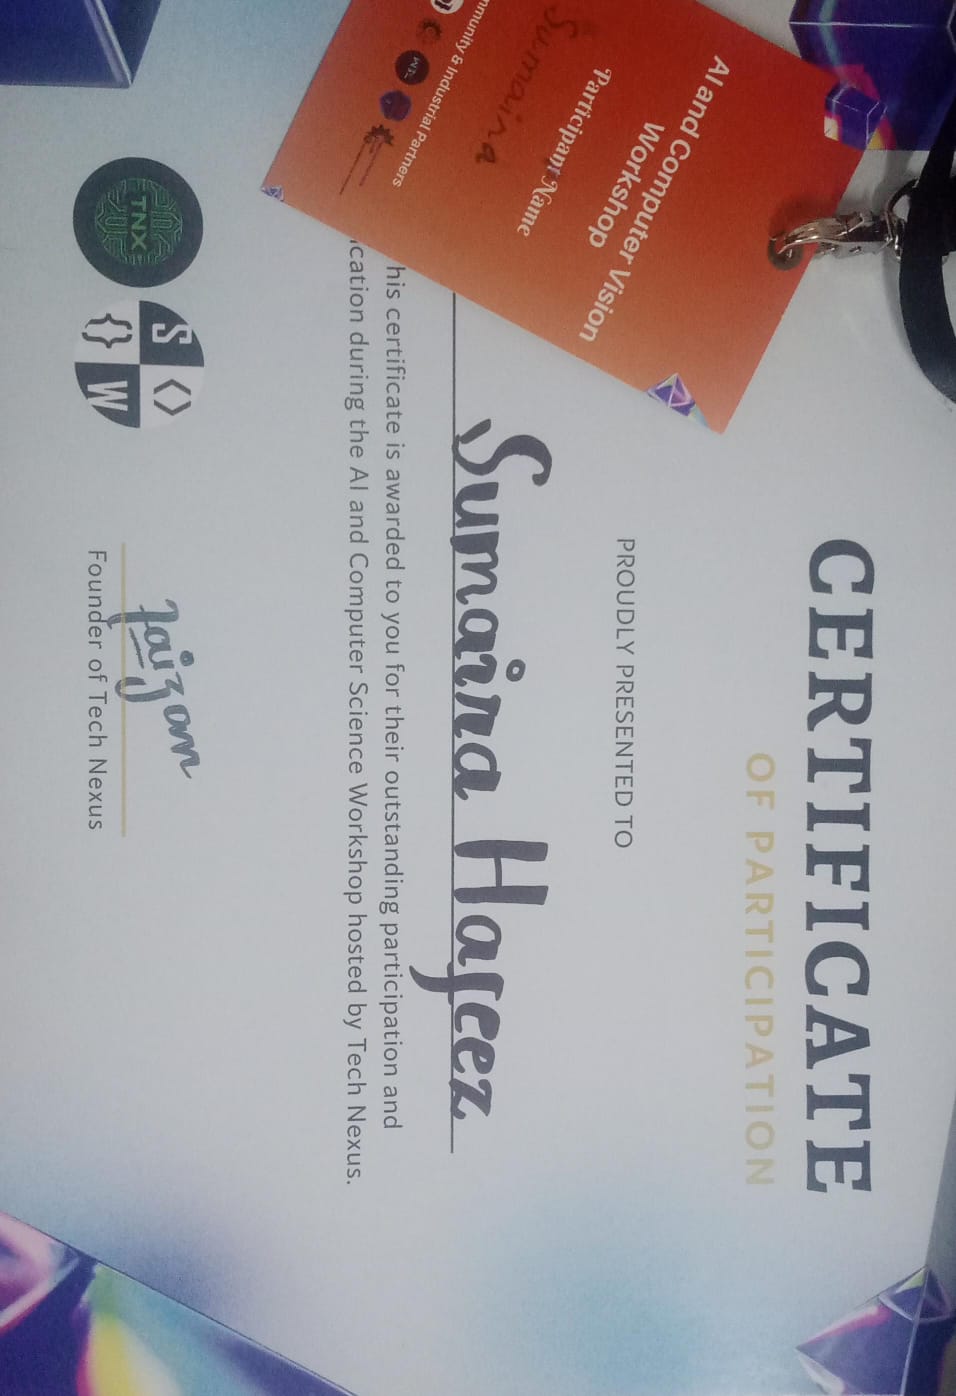 CERTIFICATE
OF PARTICIPATION
PROUDLY PRESENTED TO
Sumaira Hafeez
his certificate is awarded to you for their outstanding participation and
ication during the AI and Computer Science Workshop hosted by Tech Nexus.
TNX
S <>
{} W
Faizan
Founder of Tech Nexus
AI and Computer Vision
Workshop
Participant Name
Sumaira
mmunity & Industrial Partners